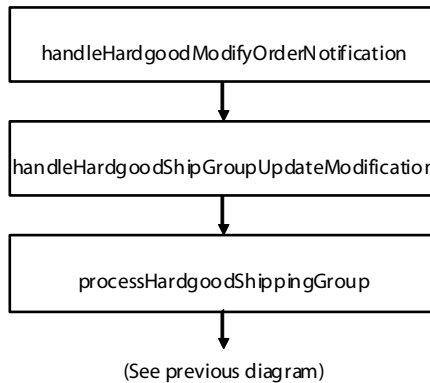 handleHardgoodModifyOrderNotification
handleHardgoodShipGroupUpdateModification
processHardgoodShippingGroup
(See previous diagram)